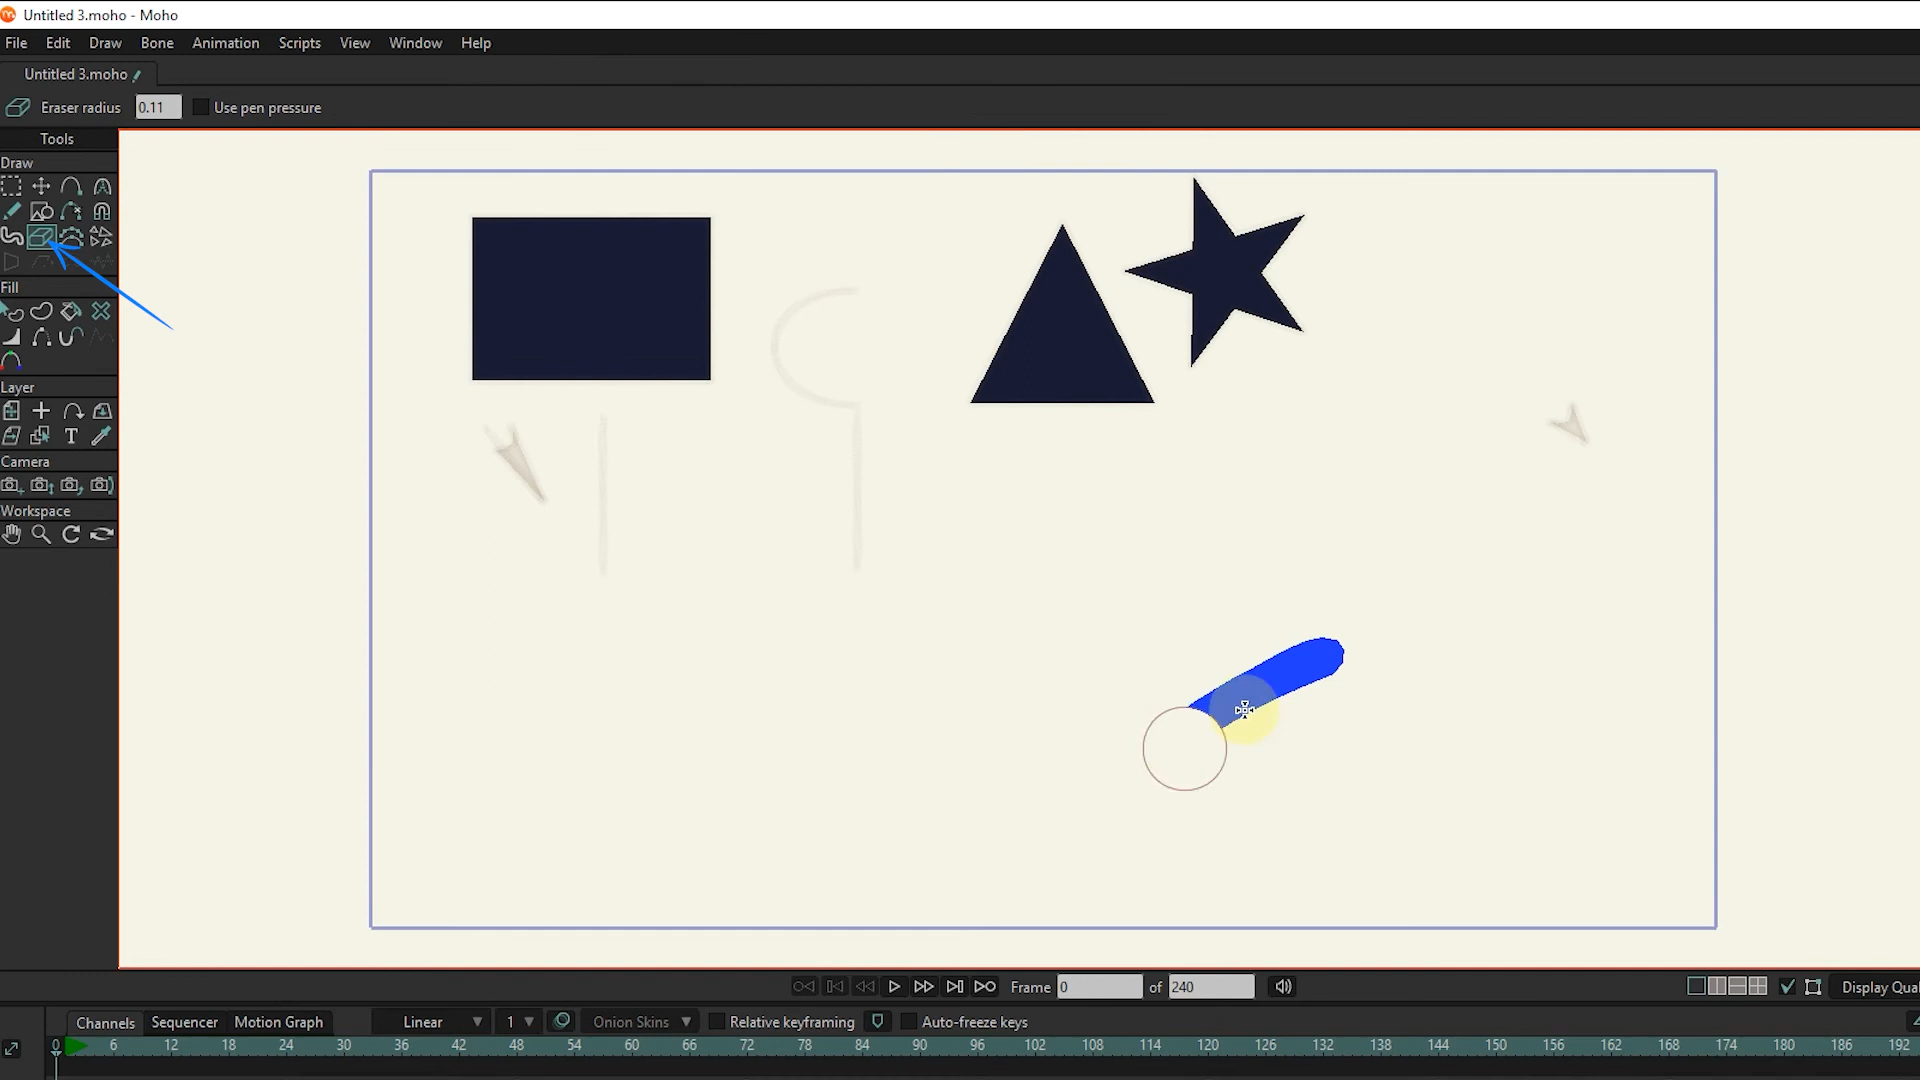 Untitled 3.moho - Moho
File Edit Draw Bone Animation Scripts View Window Help
Untitled 3.moho
Eraser radius 0.11 Use pen pressure
Tools
Draw
Fill
Layer
T
Camera
Workspace
Frame 0 of 240 Display Qual
Channels Sequencer Motion Graph Linear 1 Onion Skins Relative keyframing Auto-freeze keys
0 6 12 18 24 30 36 42 48 54 60 66 72 78 84 90 96 102 108 114 120 126 132 138 144 150 156 162 168 174 180 186 192